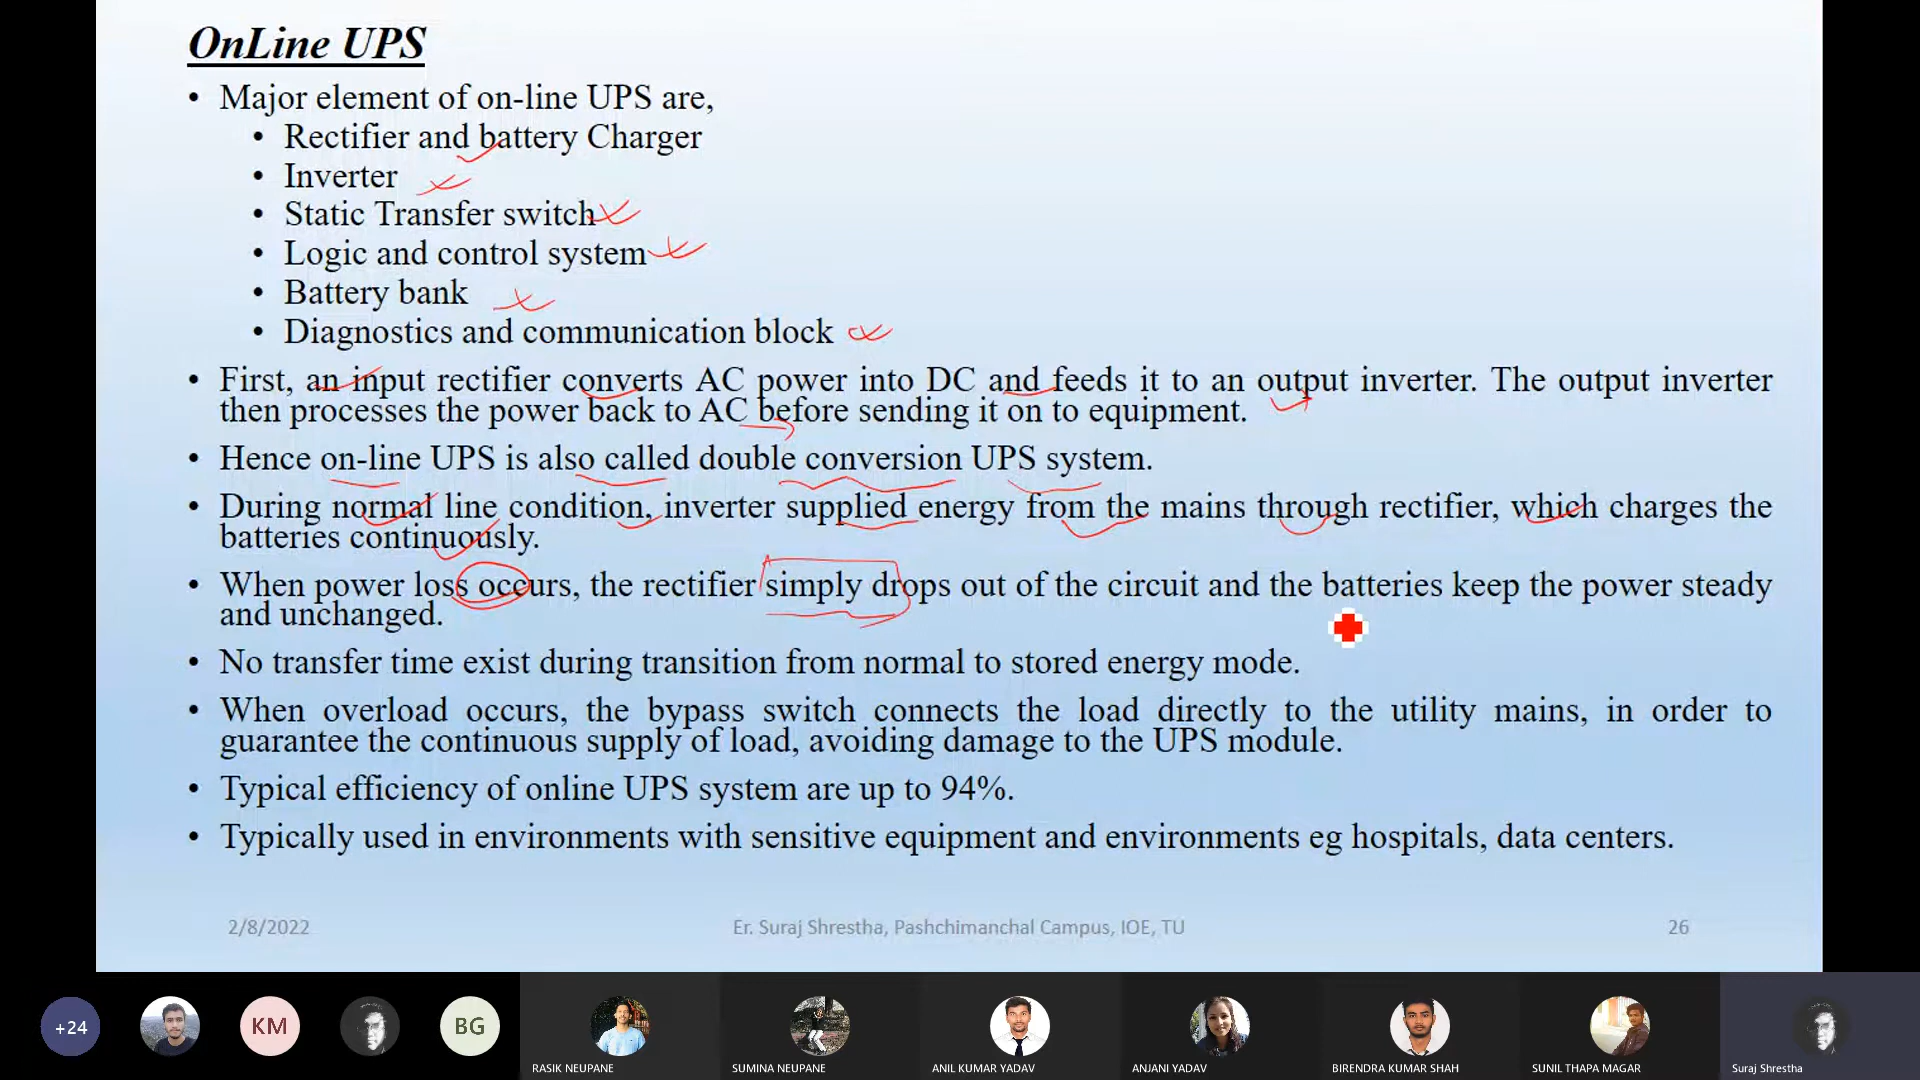 OnLine UPS
• Major element of on-line UPS are,
• Rectifier and battery Charger
• Inverter
• Static Transfer switch
• Logic and control system
• Battery bank
• Diagnostics and communication block
• First, an input rectifier converts AC power into DC and feeds it to an output inverter. The output inverter
then processes the power back to AC before sending it on to equipment.
• Hence on-line UPS is also called double conversion UPS system.
• During normal line condition, inverter supplied energy from the mains through rectifier, which charges the
batteries continuously.
• When power loss occurs, the rectifier simply drops out of the circuit and the batteries keep the power steady
and unchanged.
• No transfer time exist during transition from normal to stored energy mode.
• When overload occurs, the bypass switch connects the load directly to the utility mains, in order to
guarantee the continuous supply of load, avoiding damage to the UPS module.
• Typical efficiency of online UPS system are up to 94%.
• Typically used in environments with sensitive equipment and environments eg hospitals, data centers.
2/8/2022 Er. Suraj Shrestha, Pashchimanchal Campus, IOE, TU 26
+24 KM BG
RASIK NEUPANE SUMINA NEUPANE ANIL KUMAR YADAV ANJANI YADAV BIRENDRA KUMAR SHAH SUNIL THAPA MAGAR Suraj Shrestha